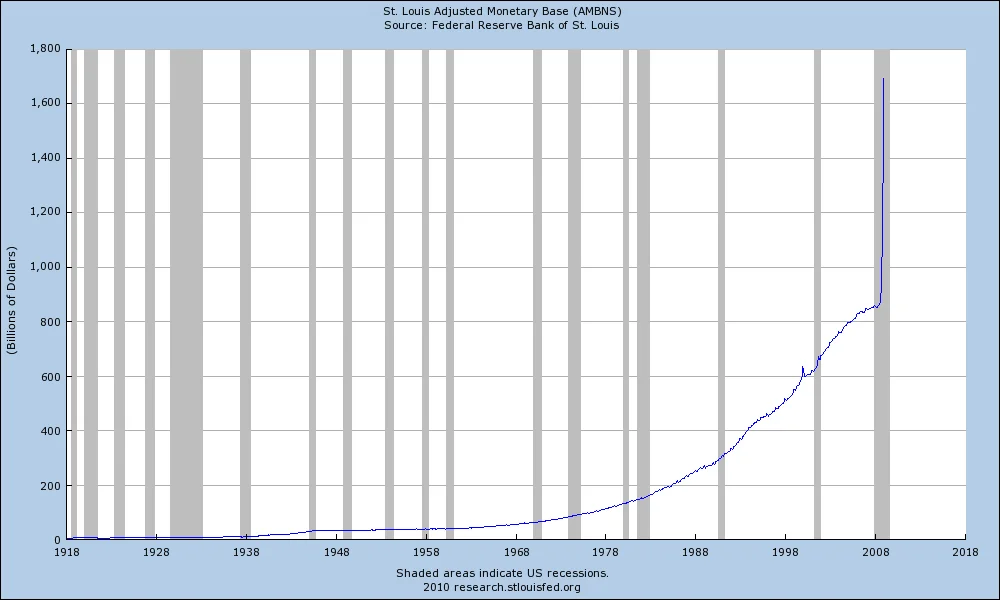 St. Louis Adjusted Monetary Base (AMBNS)
Source: Federal Reserve Bank of St. Louis
1,800
1,600
1,400
1,200
1,000
800
600
400
200
0
(Billions of Dollars)
1918 1928 1938 1948 1958 1968 1978 1988 1998 2008 2018
Shaded areas indicate US recessions.
2010 research.stlouisfed.org